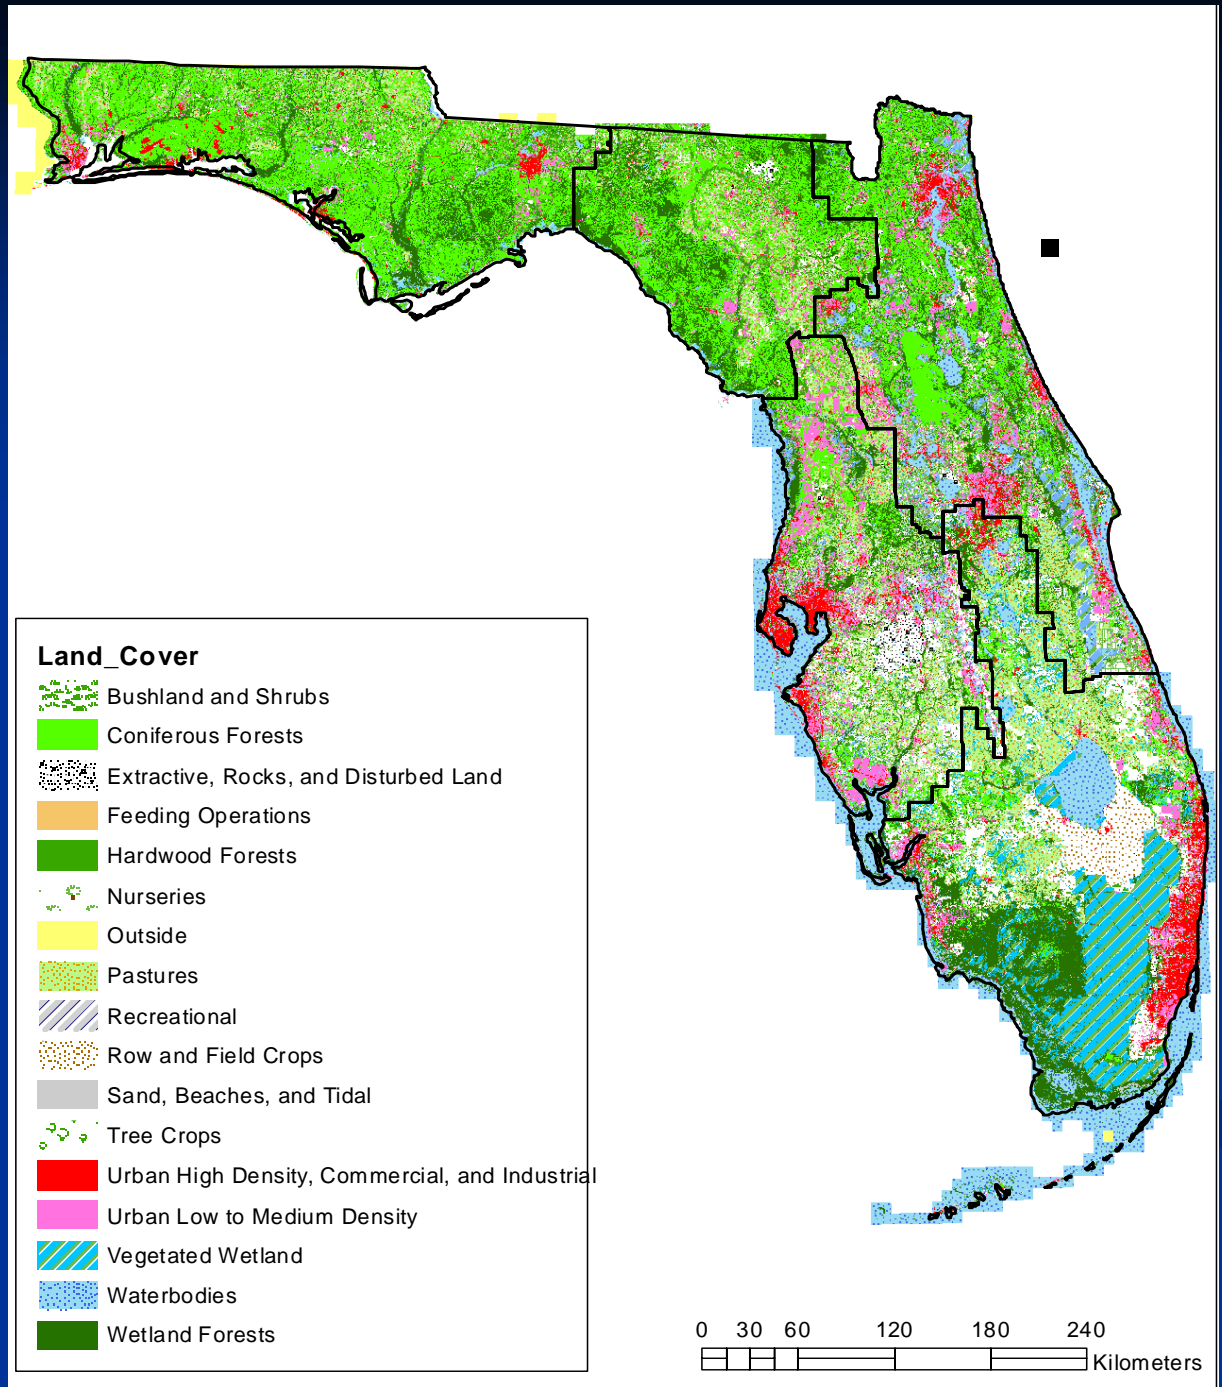 Land_Cover
Bushland and Shrubs
Coniferous Forests
Extractive, Rocks, and Disturbed Land
Feeding Operations
Hardwood Forests
Nurseries
Outside
Pastures
Recreational
Row and Field Crops
Sand, Beaches, and Tidal
Tree Crops
Urban High Density, Commercial, and Industrial
Urban Low to Medium Density
Vegetated Wetland
Waterbodies
Wetland Forests
0 30 60 120 180 240
Kilometers